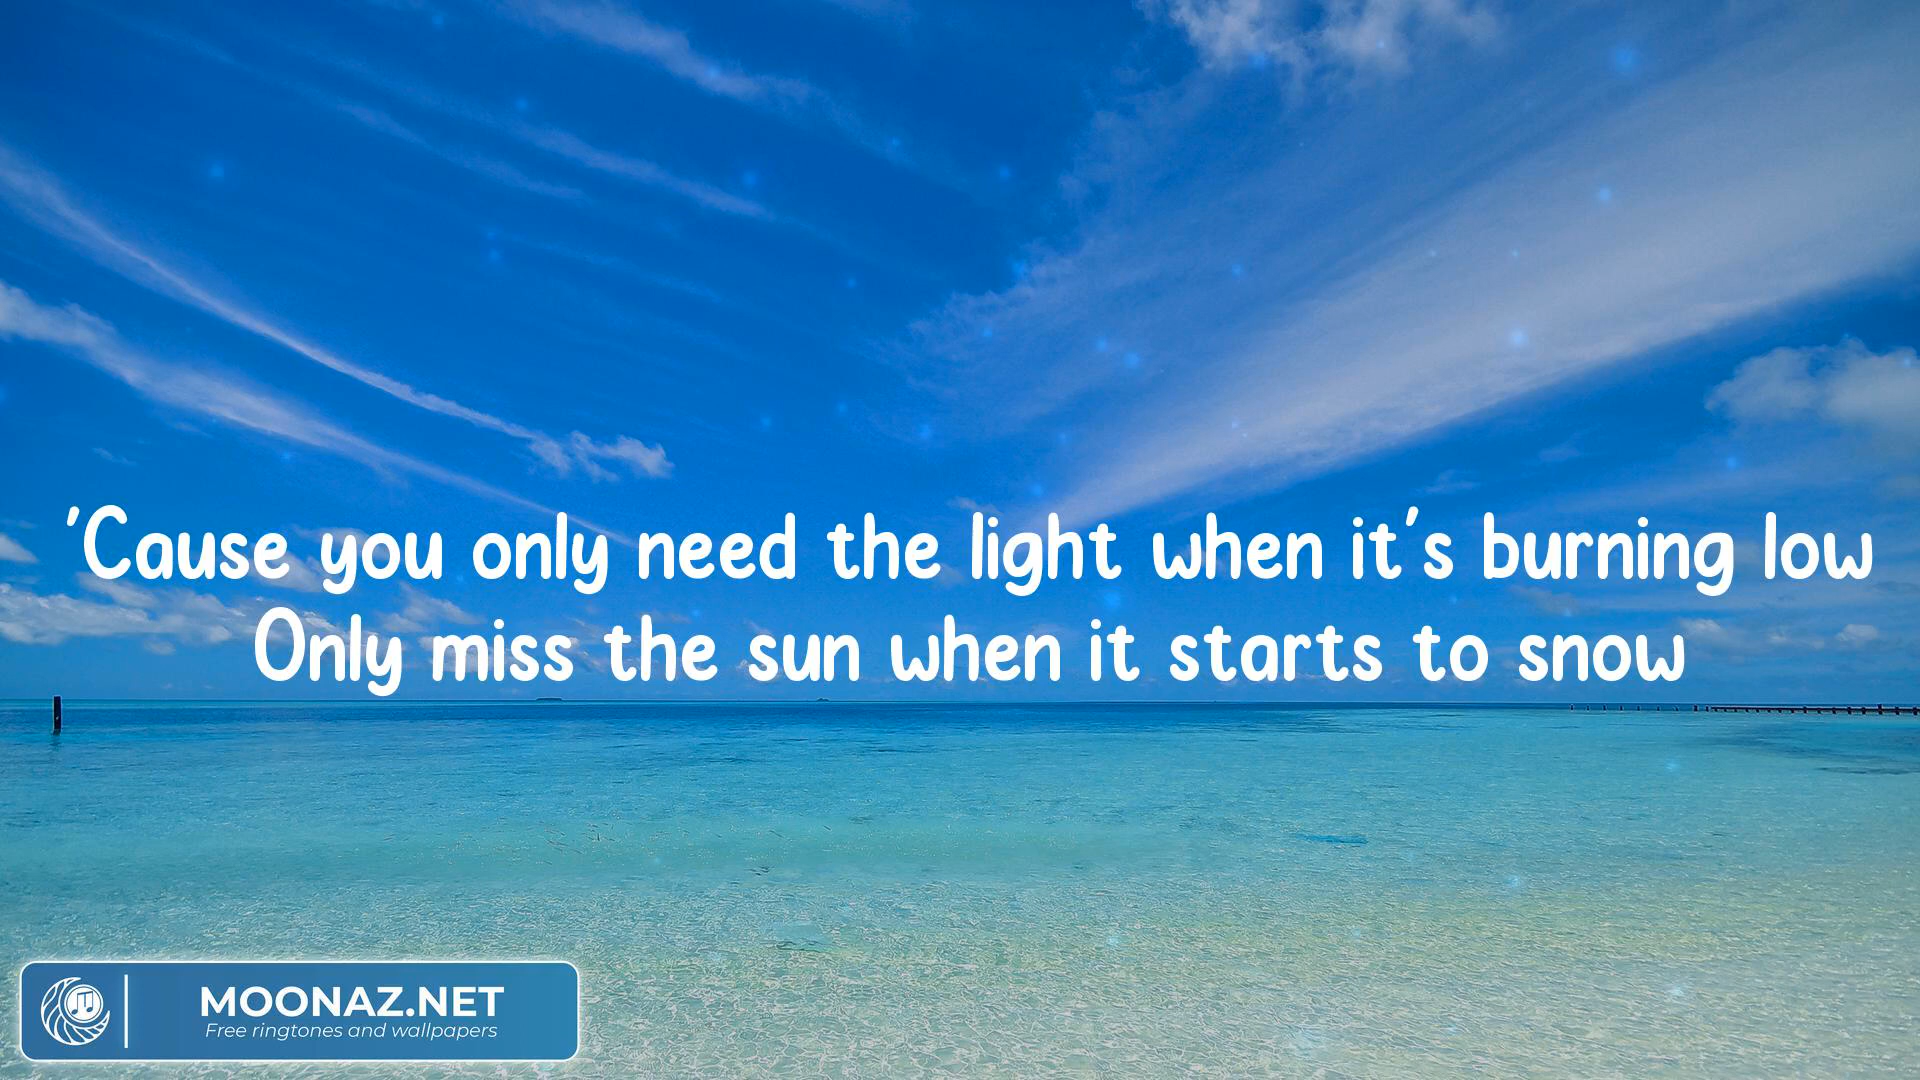 'Cause you only need the light when it's burning low
Only miss the sun when it starts to snow
MOONAZ.NET
Free ringtones and wallpapers